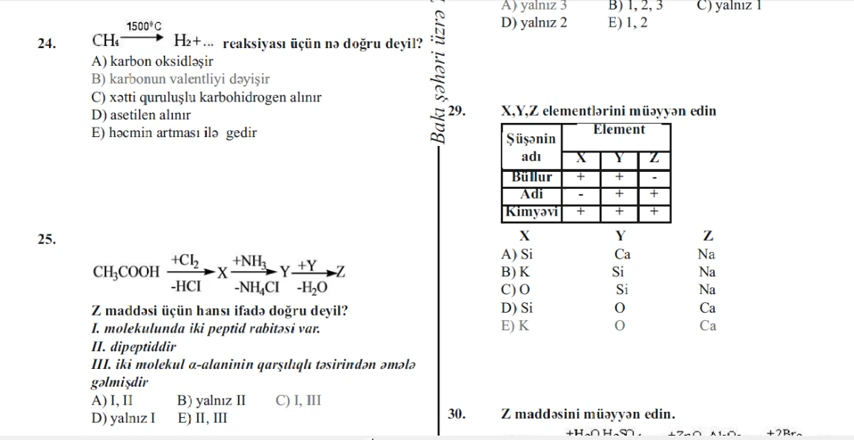 24.
1500°C
CH₄ → H₂+... reaksiyası üçün nə doğru deyil?
A) karbon oksidləşir
B) karbonun valentliyi dəyişir
C) xətti quruluşlu karbohidrogen alınır
D) asetilen alınır
E) həcmin artması ilə gedir
25.
+Cl₂ +NH₃ +Y
CH₃COOH → X → Y → Z
-HCl -NH₄Cl -H₂O
Z maddəsi üçün hansı ifadə doğru deyil?
I. molekulunda iki peptid rabitəsi var.
II. dipeptiddir
III. iki molekul α-alaninin qarşılıqlı təsirindən əmələ
gəlmişdir
A) I, II B) yalnız II C) I, III
D) yalnız I E) II, III
Bakı şəhəri üzrə
A) yalnız 3 B) 1, 2, 3 C) yalnız 1
D) yalnız 2 E) 1, 2
29. X,Y,Z elementlərini müəyyən edin
Şüşənin adı Element
X Y Z
Büllur + + -
Adi - + +
Kimyəvi + + +
X Y Z
A) Si Ca Na
B) K Si Na
C) O Si Na
D) Si O Ca
E) K O Ca
30. Z maddəsini müəyyən edin.